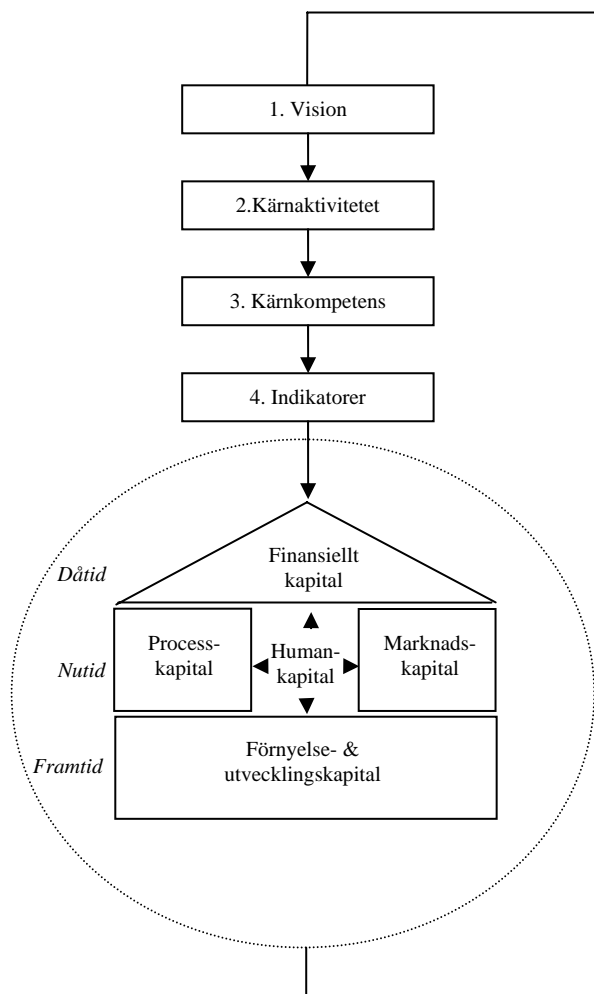 1. Vision
2.Kärnaktivitetet
3. Kärnkompetens
4. Indikatorer
Finansiellt
kapital
Dåtid
Process-
kapital
Human-
kapital
Marknads-
kapital
Nutid
Förnyelse- &
utvecklingskapital
Framtid